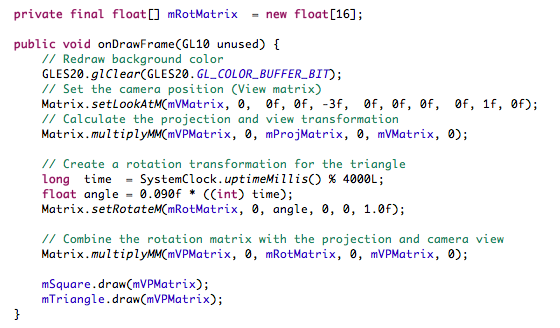 private final float[] mRotMatrix  = new float[16];
public void onDrawFrame(GL10 unused) {
// Redraw background color
GLES20.glClear(GLES20.GL_COLOR_BUFFER_BIT);
// Set the camera position (View matrix)
Matrix.setLookAtM(mVMatrix, 0,  0f, 0f, -3f,  0f, 0f, 0f,  0f, 1f, 0f);
// Calculate the projection and view transformation
Matrix.multiplyMM(mVPMatrix, 0, mProjMatrix, 0, mVMatrix, 0);
// Create a rotation transformation for the triangle
long  time  = SystemClock.uptimeMillis() % 4000L;
float angle = 0.090f * ((int) time);
Matrix.setRotateM(mRotMatrix, 0, angle, 0, 0, 1.0f);
// Combine the rotation matrix with the projection and camera view
Matrix.multiplyMM(mVPMatrix, 0, mRotMatrix, 0, mVPMatrix, 0);
mSquare.draw(mVPMatrix);
mTriangle.draw(mVPMatrix);
}